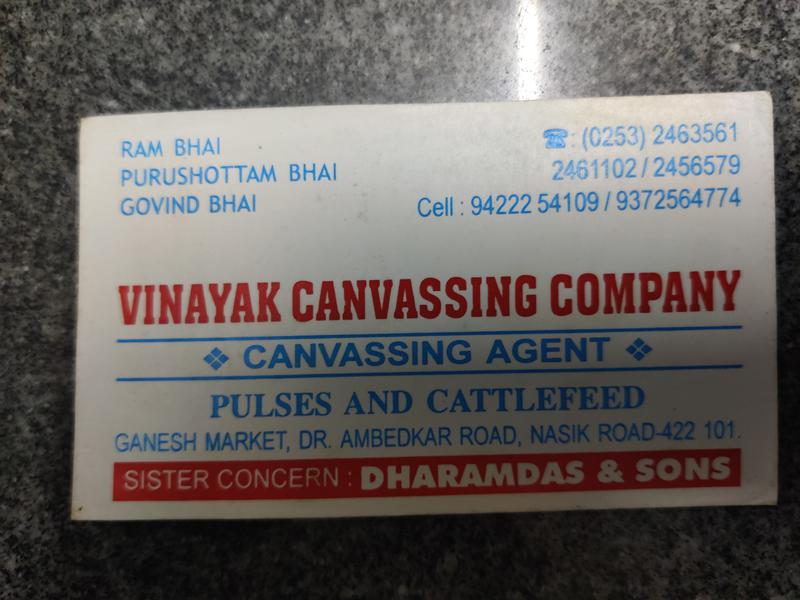 RAM BHAI
PURUSHOTTAM BHAI
GOVIND BHAI
☎: (0253) 2463561
2461102 / 2456579
Cell : 94222 54109 / 9372564774
VINAYAK CANVASSING COMPANY
❖ CANVASSING AGENT ❖
PULSES AND CATTLEFEED
GANESH MARKET, DR. AMBEDKAR ROAD, NASIK ROAD-422 101.
SISTER CONCERN : DHARAMDAS & SONS